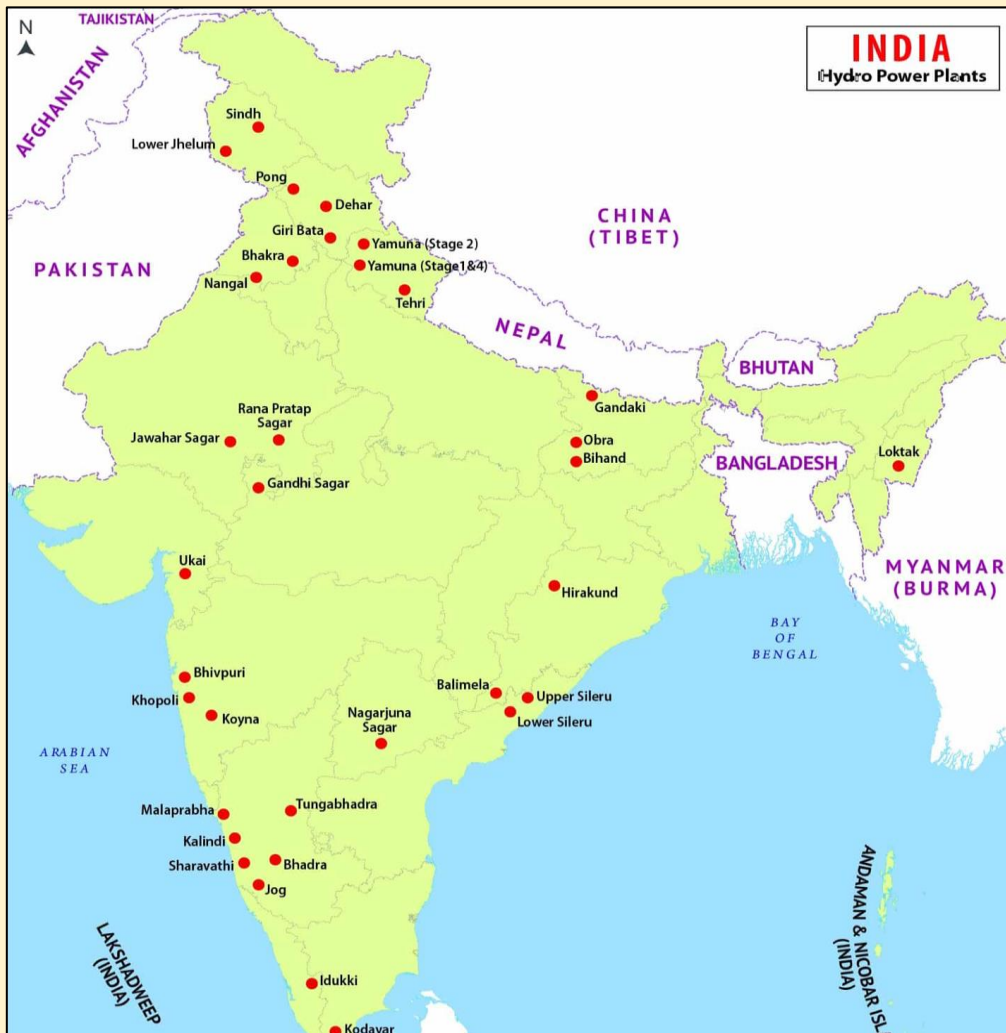 N
TAJIKISTAN
INDIA
Hydro Power Plants
AFGHANISTAN
Sindh
Lower Jhelum
Pong
Dehar
CHINA
(TIBET)
Giri Bata
Yamuna (Stage 2)
Bhakra
Yamuna (Stage1&4)
PAKISTAN
Nangal
Tehri
NEPAL
BHUTAN
Gandaki
Rana Pratap
Sagar
Jawahar Sagar
Obra
Bihand
BANGLADESH
Loktak
Gandhi Sagar
Ukai
MYANMAR
(BURMA)
Hirakund
BAY
OF
BENGAL
Bhivpuri
Khopoli
Koyna
Balimela
Upper Sileru
Lower Sileru
Nagarjuna
Sagar
ARABIAN
SEA
Malaprabha
Tungabhadra
Kalindi
Sharavathi
Bhadra
Jog
ANDAMAN & NICOBAR ISL
(INDIA)
LAKSHADWEEP
(INDIA)
Idukki
Kodayar